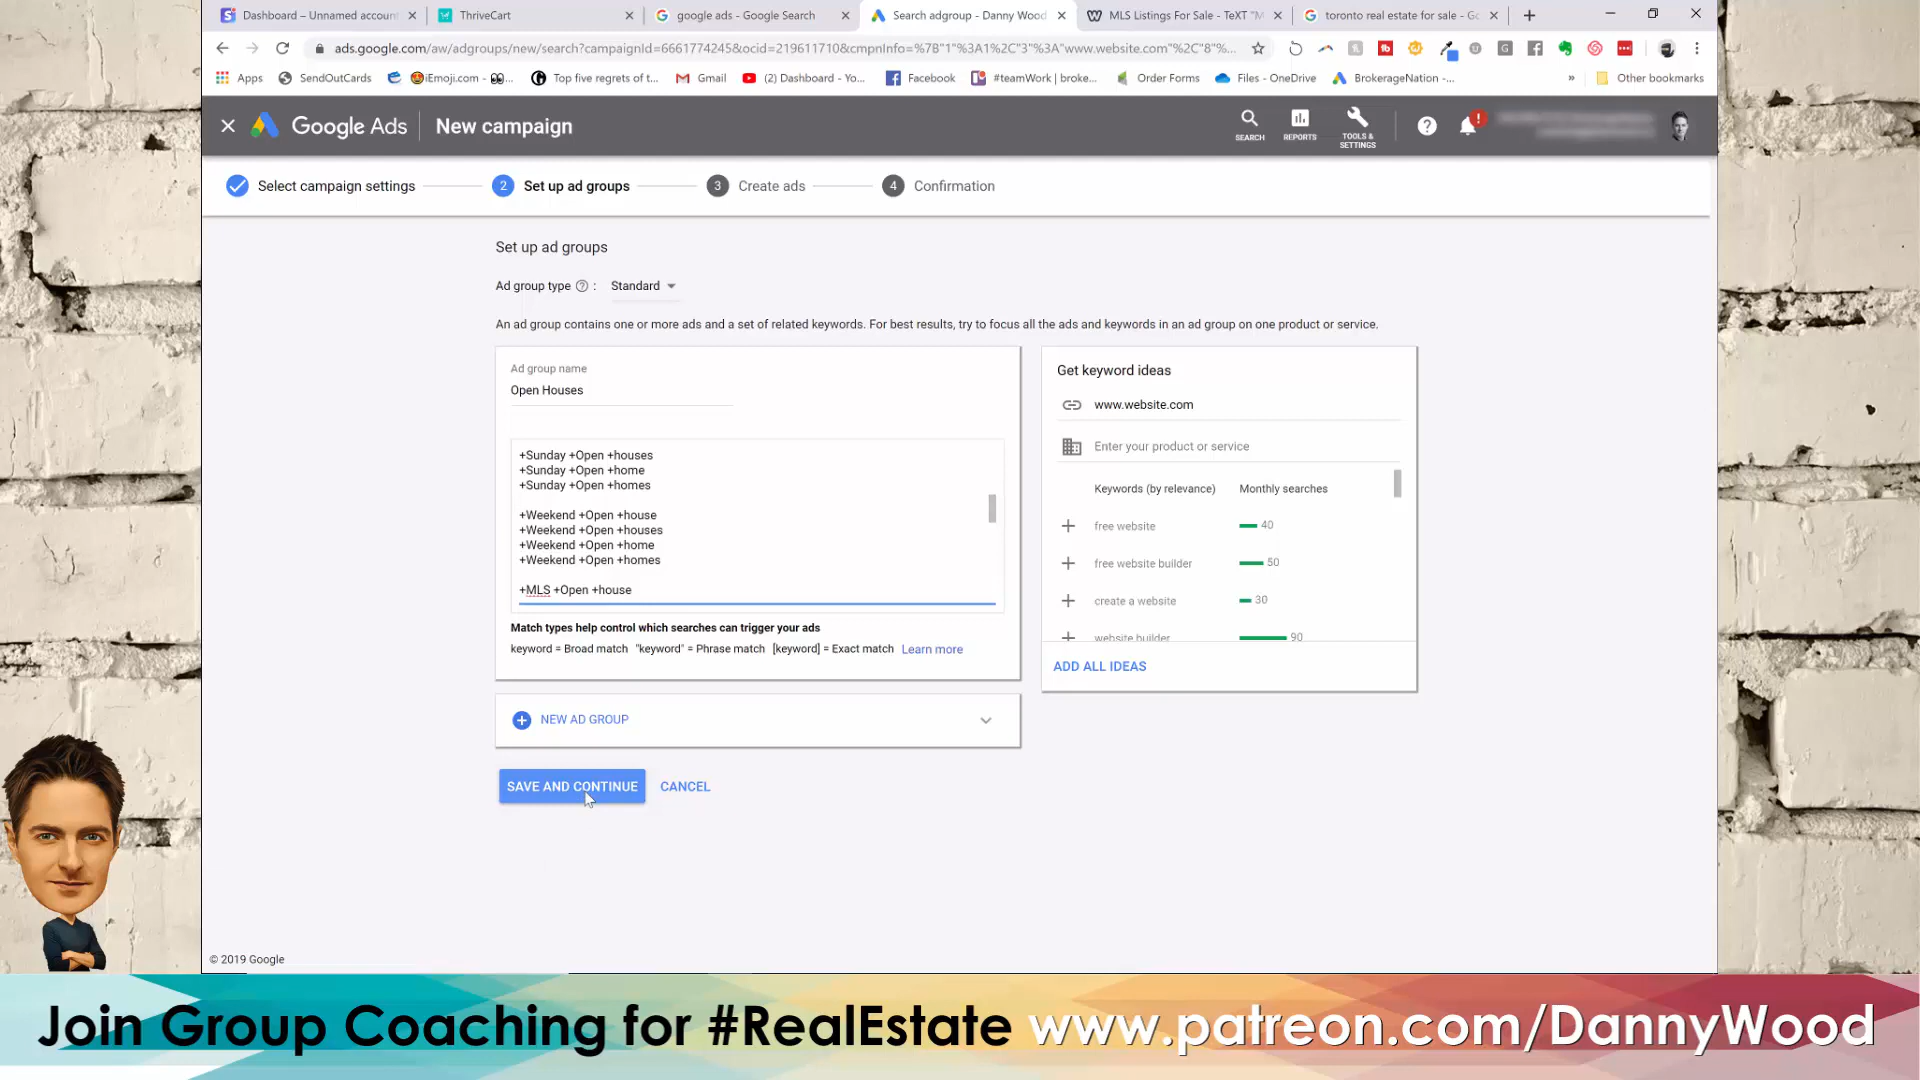 Dashboard – Unnamed account
ThriveCart
google ads - Google Search
Search adgroup - Danny Wood
MLS Listings For Sale - TeXT "M
toronto real estate for sale - Go
ads.google.com/aw/adgroups/new/search?campaignId=6661774245&ocid=219611710&cmpnInfo=%7B"1"%3A1%2C"3"%3A"www.website.com"%2C"8"%...
Apps
SendOutCards
iEmoji.com -
Top five regrets of t...
Gmail
(2) Dashboard - Yo...
Facebook
#teamWork | broke...
Order Forms
Files - OneDrive
BrokerageNation -...
»
Other bookmarks
Google Ads
New campaign
SEARCH
REPORTS
TOOLS &
SETTINGS
Select campaign settings
2 Set up ad groups
3 Create ads
4 Confirmation
Set up ad groups
Ad group type ? : Standard
An ad group contains one or more ads and a set of related keywords. For best results, try to focus all the ads and keywords in an ad group on one product or service.
Ad group name
Open Houses
+Sunday +Open +houses
+Sunday +Open +home
+Sunday +Open +homes
+Weekend +Open +house
+Weekend +Open +houses
+Weekend +Open +home
+Weekend +Open +homes
+MLS +Open +house
Match types help control which searches can trigger your ads
keyword = Broad match "keyword" = Phrase match [keyword] = Exact match Learn more
Get keyword ideas
www.website.com
Enter your product or service
Keywords (by relevance) Monthly searches
free website 40
free website builder 50
create a website 30
website builder 90
ADD ALL IDEAS
NEW AD GROUP
SAVE AND CONTINUE
CANCEL
© 2019 Google
Join Group Coaching for #RealEstate www.patreon.com/DannyWood